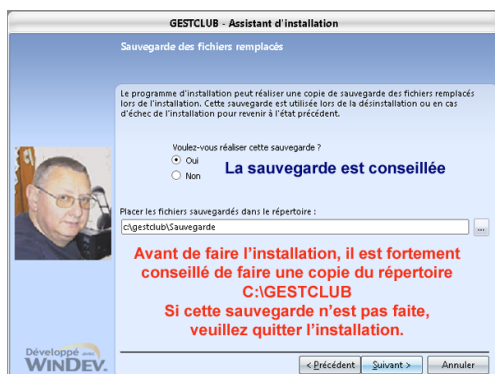 GESTCLUB - Assistant d'installation
Sauvegarde des fichiers remplacés
Le programme d'installation peut réaliser une copie de sauvegarde des fichiers remplacés
lors de l'installation. Cette sauvegarde est utilisée lors de la désinstallation ou en cas
d'échec de l'installation pour revenir à l'état précédent.
Voulez-vous réaliser cette sauvegarde ?
Oui
Non
La sauvegarde est conseillée
Placer les fichiers sauvegardés dans le répertoire :
c:\gestclub\Sauvegarde
...
Avant de faire l'installation, il est fortement
conseillé de faire une copie du répertoire
C:\GESTCLUB
Si cette sauvegarde n'est pas faite,
veuillez quitter l'installation.
Développé avec
WINDEV.
< Précédent
Suivant >
Annuler